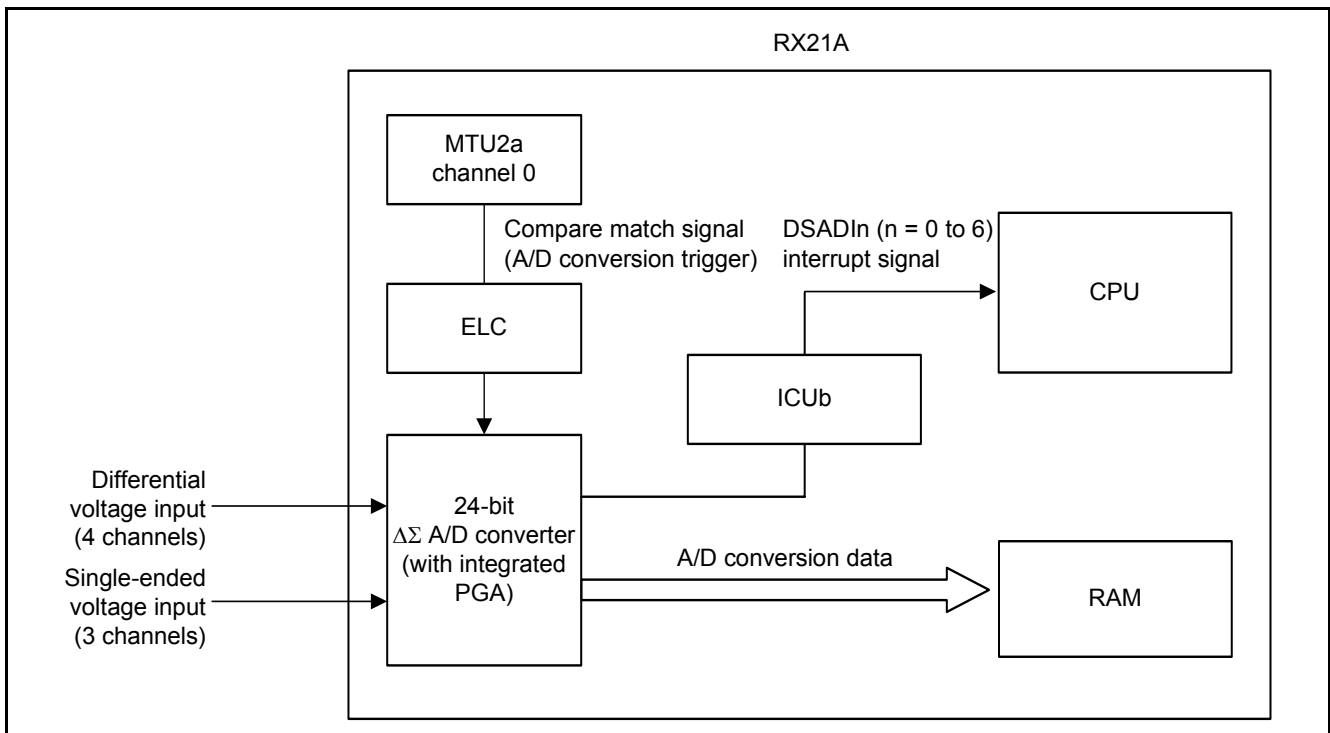 RX21A
MTU2a
channel 0
Compare match signal
(A/D conversion trigger)
DSADIn (n = 0 to 6)
interrupt signal
CPU
ELC
ICUb
Differential
voltage input
(4 channels)
Single-ended
voltage input
(3 channels)
24-bit
ΔΣ A/D converter
(with integrated
PGA)
A/D conversion data
RAM